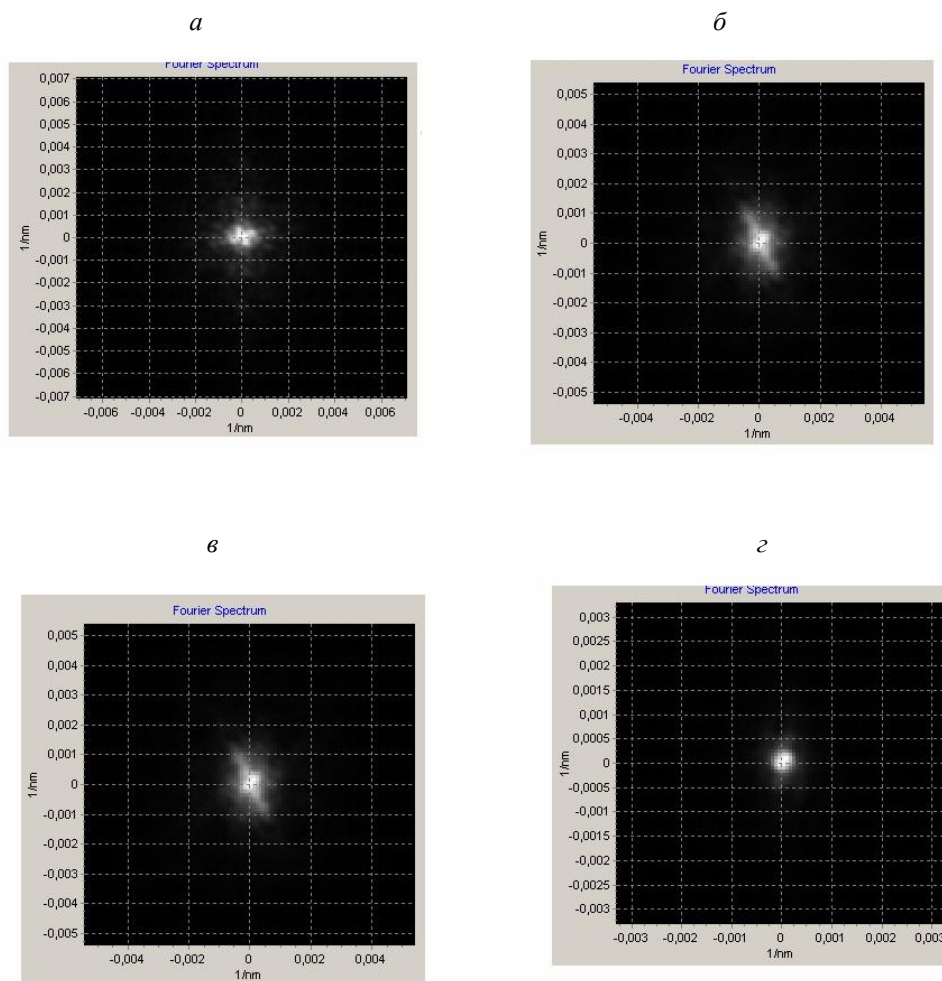 а
б
Fourier Spectrum
0,007
0,006
0,005
0,004
0,003
0,002
0,001
0
-0,001
-0,002
-0,003
-0,004
-0,005
-0,006
-0,007
1/nm
-0,006 -0,004 -0,002 0 0,002 0,004 0,006
1/nm
Fourier Spectrum
0,005
0,004
0,003
0,002
0,001
0
-0,001
-0,002
-0,003
-0,004
-0,005
1/nm
-0,004 -0,002 0 0,002 0,004
1/nm
в
г
Fourier Spectrum
0,005
0,004
0,003
0,002
0,001
0
-0,001
-0,002
-0,003
-0,004
-0,005
1/nm
-0,004 -0,002 0 0,002 0,004
1/nm
Fourier Spectrum
0,003
0,0025
0,002
0,0015
0,001
0,0005
0
-0,0005
-0,001
-0,0015
-0,002
-0,0025
-0,003
1/nm
-0,003 -0,002 -0,001 0 0,001 0,002 0,003
1/nm